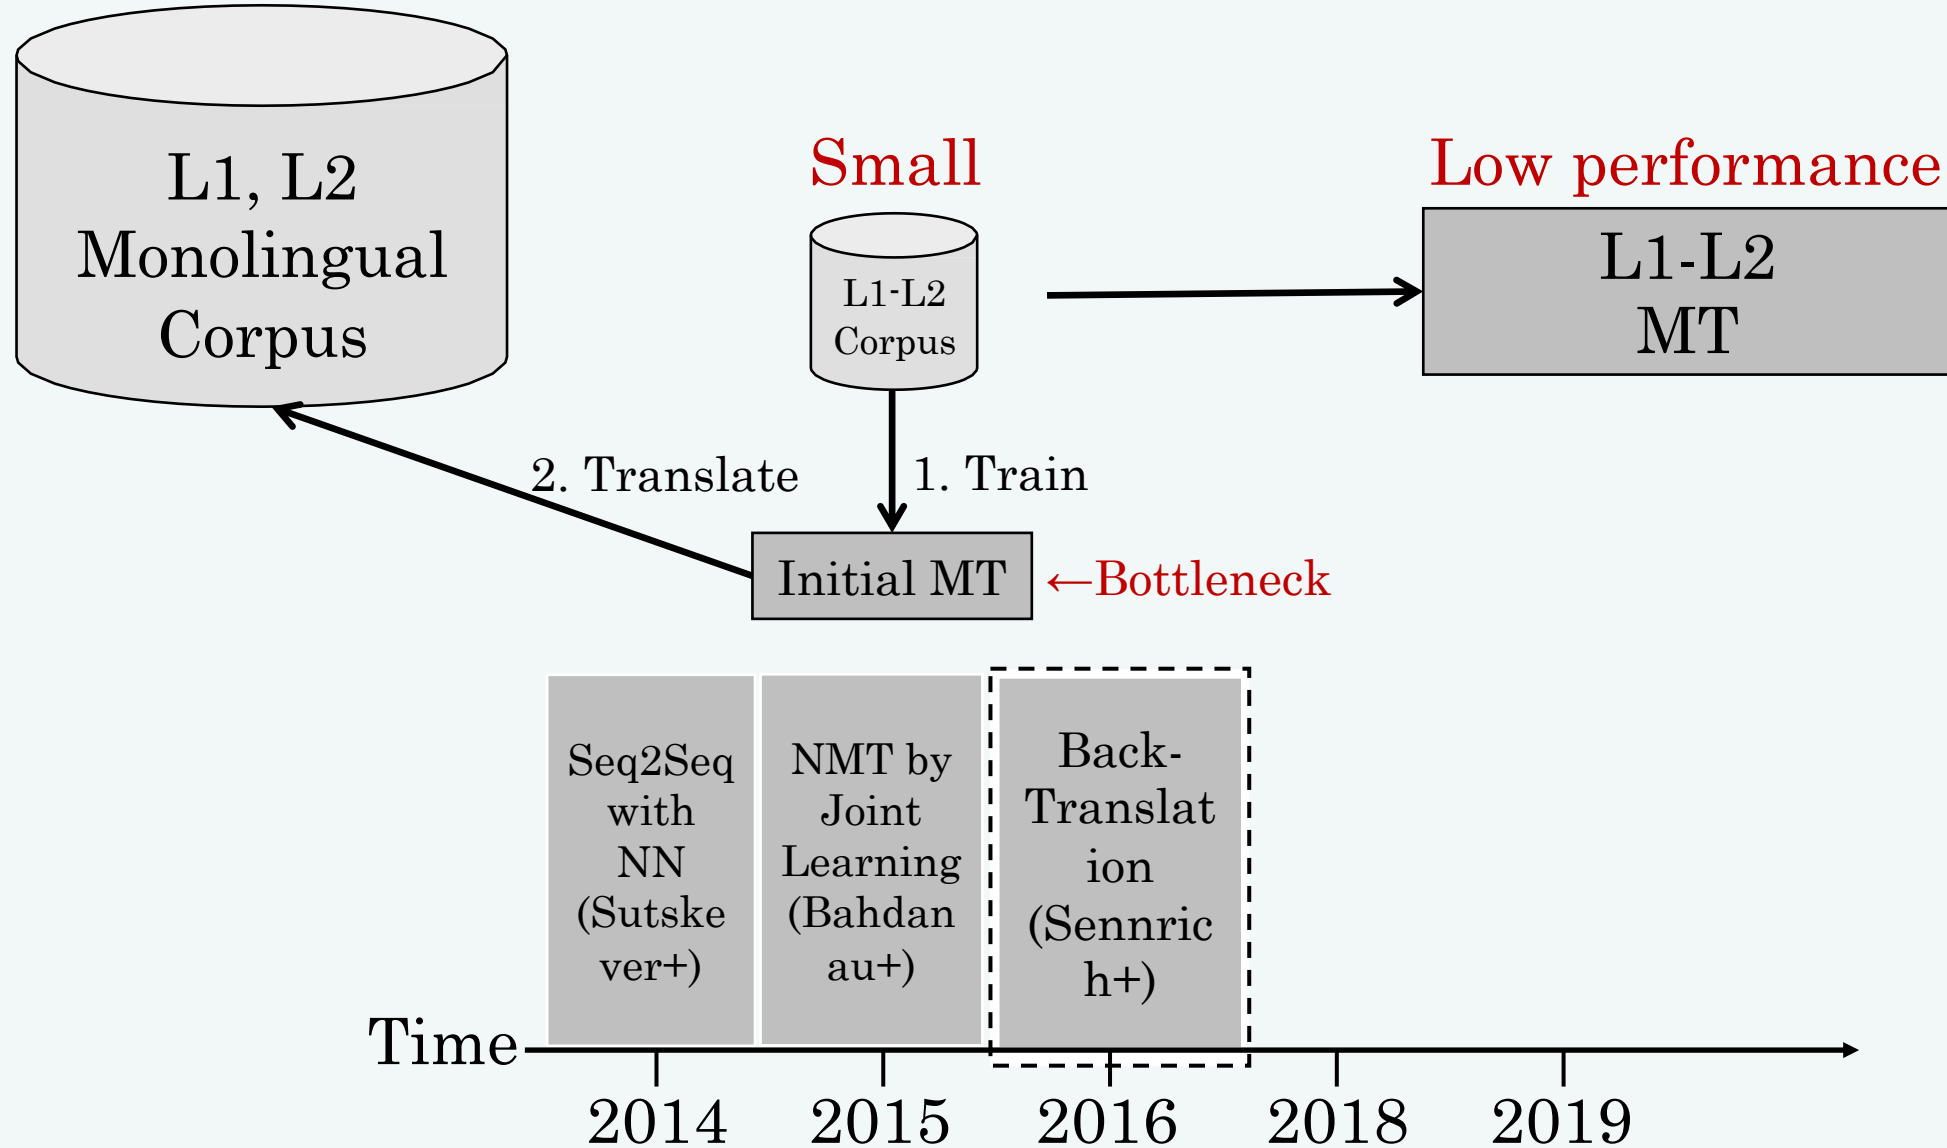 L1, L2
Monolingual
Corpus
Small
L1-L2
Corpus
Low performance
L1-L2
MT
2. Translate
1. Train
Initial MT
←Bottleneck
Seq2Seq
with
NN
(Sutske
ver+)
NMT by
Joint
Learning
(Bahdan
au+)
Back-
Translat
ion
(Sennric
h+)
Time
2014
2015
2016
2018
2019